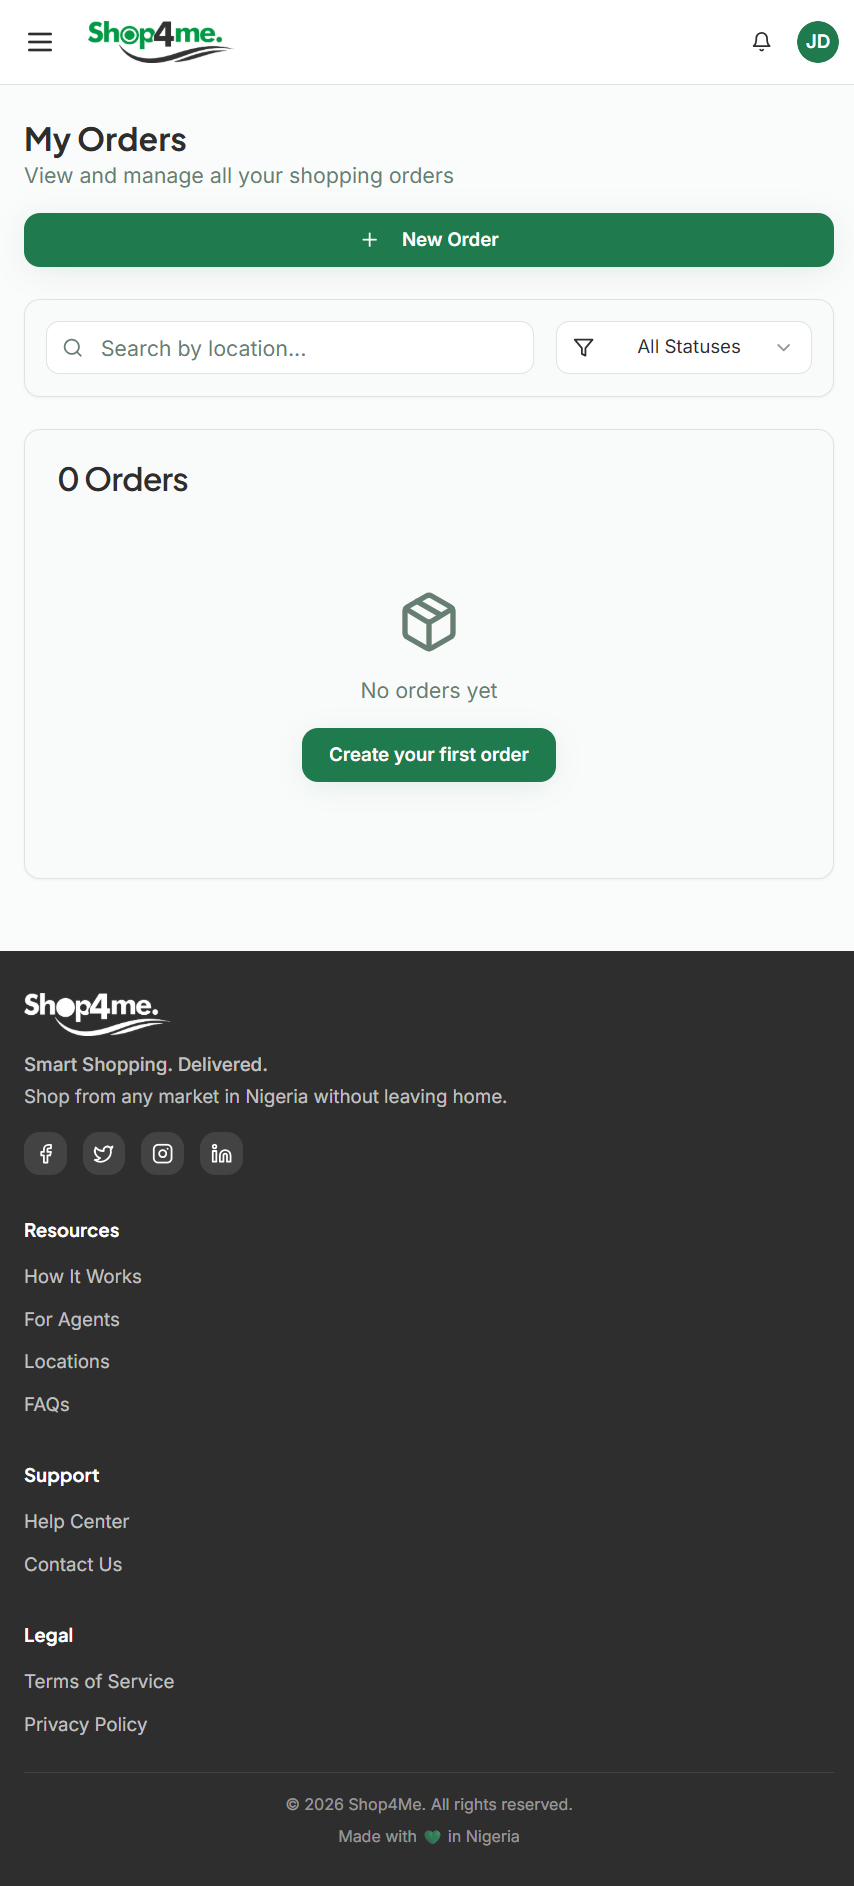 Shop4me.
JD
My Orders
View and manage all your shopping orders
New Order
Search by location...
All Statuses
0 Orders
No orders yet
Create your first order
Shop4me.
Smart Shopping. Delivered.
Shop from any market in Nigeria without leaving home.
Resources
How It Works
For Agents
Locations
FAQs
Support
Help Center
Contact Us
Legal
Terms of Service
Privacy Policy
© 2026 Shop4Me. All rights reserved.
Made with 💚 in Nigeria